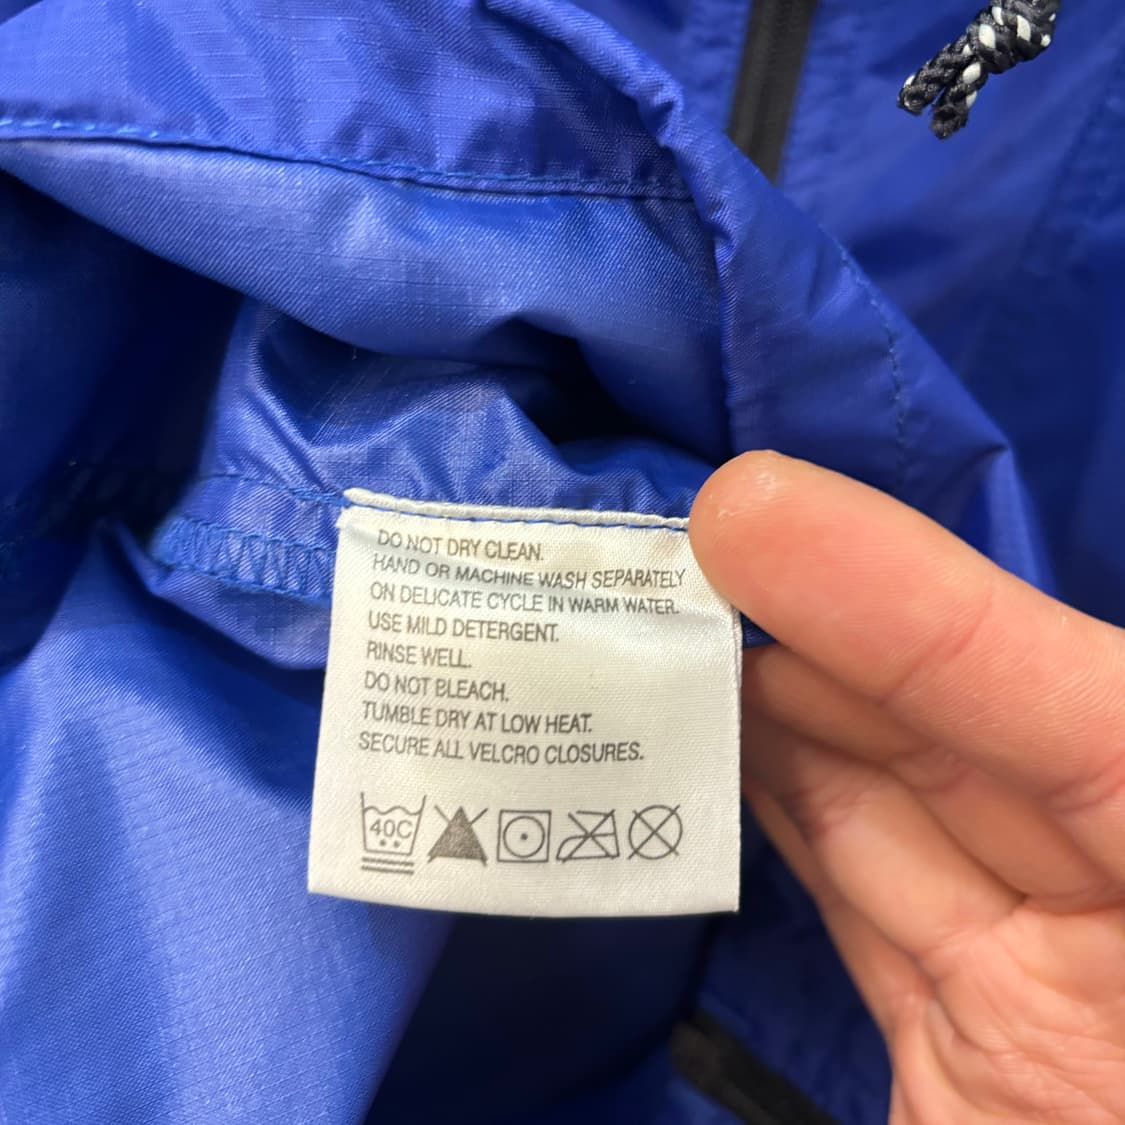 DO NOT DRY CLEAN.
HAND OR MACHINE WASH SEPARATELY
ON DELICATE CYCLE IN WARM WATER.
USE MILD DETERGENT.
RINSE WELL.
DO NOT BLEACH.
TUMBLE DRY AT LOW HEAT.
SECURE ALL VELCRO CLOSURES.
40C